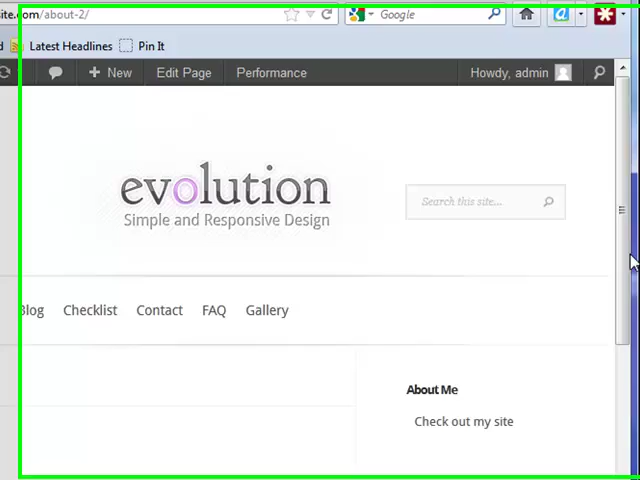 site.com/about-2/ Google
Latest Headlines Pin It
New Edit Page Performance Howdy, admin
evolution
Simple and Responsive Design
Search this site...
Blog Checklist Contact FAQ Gallery
About Me
Check out my site